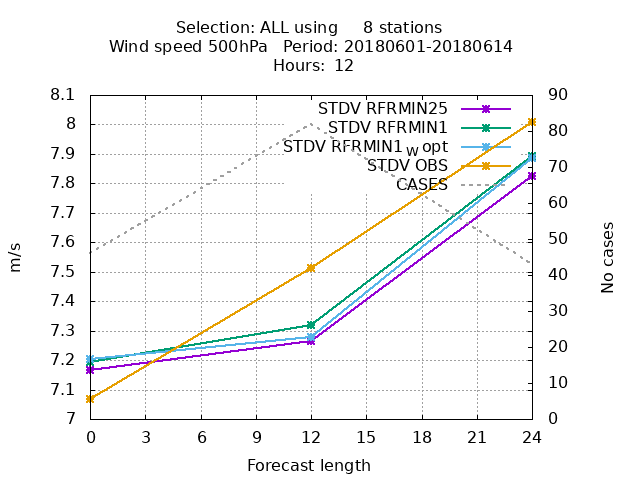 Selection: ALL using     8 stations
Wind speed 500hPa   Period: 20180601-20180614
Hours: 12
STDV RFRMIN25
STDV RFRMIN1
STDV RFRMIN1wopt
STDV OBS
CASES
8.1
8
7.9
7.8
7.7
7.6
7.5
7.4
7.3
7.2
7.1
7
m/s
90
80
70
60
50
40
30
20
10
0
No cases
0 3 6 9 12 15 18 21 24
Forecast length